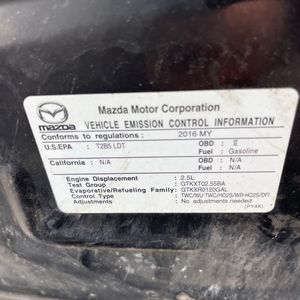 Mazda Motor Corporation
mazda
VEHICLE EMISSION CONTROL INFORMATION
Conforms to regulations: 2016 MY
U.S.EPA : T2B5 LDT OBD : II
Fuel : Gasoline
California : N/A OBD : N/A
Fuel : N/A
Engine Displacement : 2.5L
Test Group : GTKXT02.55BA
Evaporative/Refueling Family : GTKXR0120GAL
Control Type : TWC/WU-TWC/HO2S/WR-HO2S/DFI
Adjustments : No adjustments needed
(PYAK)